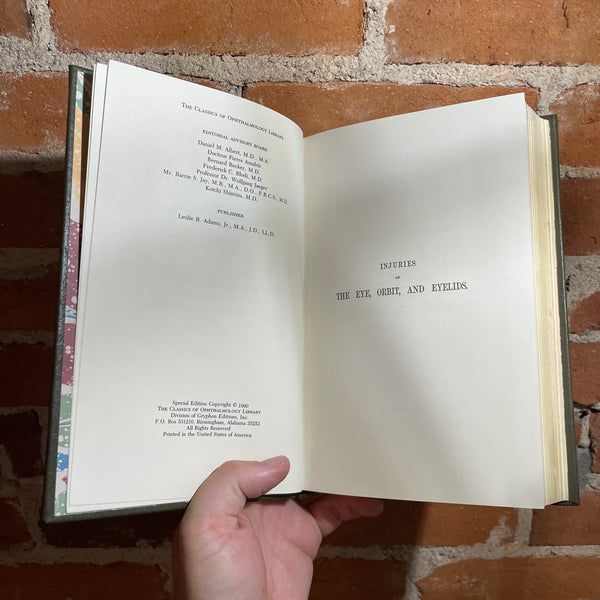 THE CLASSICS OF OPHTHALMOLOGY LIBRARY
EDITORIAL ADVISORY BOARD
Daniel M. Albert, M.D., M.A.
Docteur Pierre Amalric
Bernard Becker, M.D.
Frederick C. Blodi, M.D.
Professor Dr. Wolfgang Jaeger
Mr. Barrie S. Jay, M.B., M.A., D.O., F.R.C.S., M.D.
Koichi Shimizu, M.D.
PUBLISHER
Leslie B. Adams, Jr., M.A., J.D., LL.D.
Special Edition Copyright © 1990
THE CLASSICS OF OPHTHALMOLOGY LIBRARY
Division of Gryphon Editions, Inc.
P.O. Box 531210, Birmingham, Alabama 35253
All Rights Reserved
Printed in the United States of America
INJURIES
OF
THE EYE, ORBIT, AND EYELIDS.